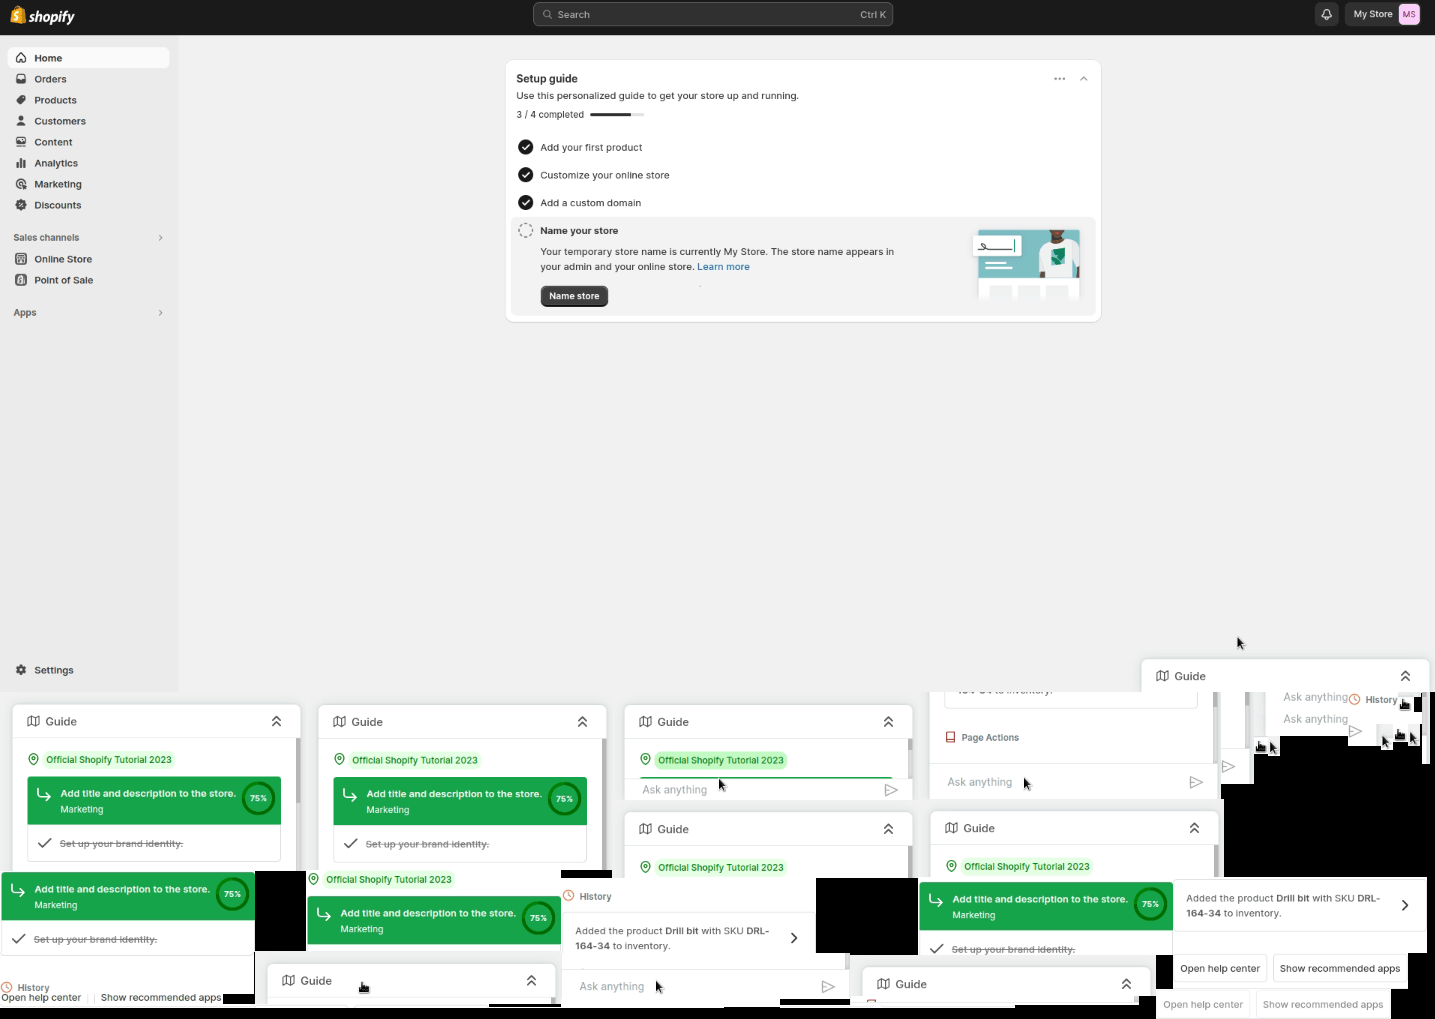 shopify
Search
Ctrl K
My Store
MS
Home
Orders
Products
Customers
Content
Analytics
Marketing
Discounts
Sales channels
Online Store
Point of Sale
Apps
Settings
Setup guide
Use this personalized guide to get your store up and running.
3 / 4 completed
Add your first product
Customize your online store
Add a custom domain
Name your store
Your temporary store name is currently My Store. The store name appears in
your admin and your online store. Learn more
Name store
Guide
Guide
Official Shopify Tutorial 2023
Add title and description to the store.
Marketing
75%
Set up your brand identity.
Guide
Official Shopify Tutorial 2023
Add title and description to the store.
Marketing
75%
Set up your brand identity.
Guide
Official Shopify Tutorial 2023
Ask anything
Guide
Official Shopify Tutorial 2023
to inventory.
Page Actions
Ask anything
Guide
Official Shopify Tutorial 2023
Ask anything
History
Ask anything
Add title and description to the store.
Marketing
75%
Set up your brand identity.
History
Open help center
Show recommended apps
Official Shopify Tutorial 2023
Add title and description to the store.
Marketing
75%
Guide
History
Added the product Drill bit with SKU DRL-
164-34 to inventory.
Ask anything
Add title and description to the store.
Marketing
75%
Set up your brand identity.
Guide
Added the product Drill bit with SKU DRL-
164-34 to inventory.
Open help center
Show recommended apps
Open help center
Show recommended apps